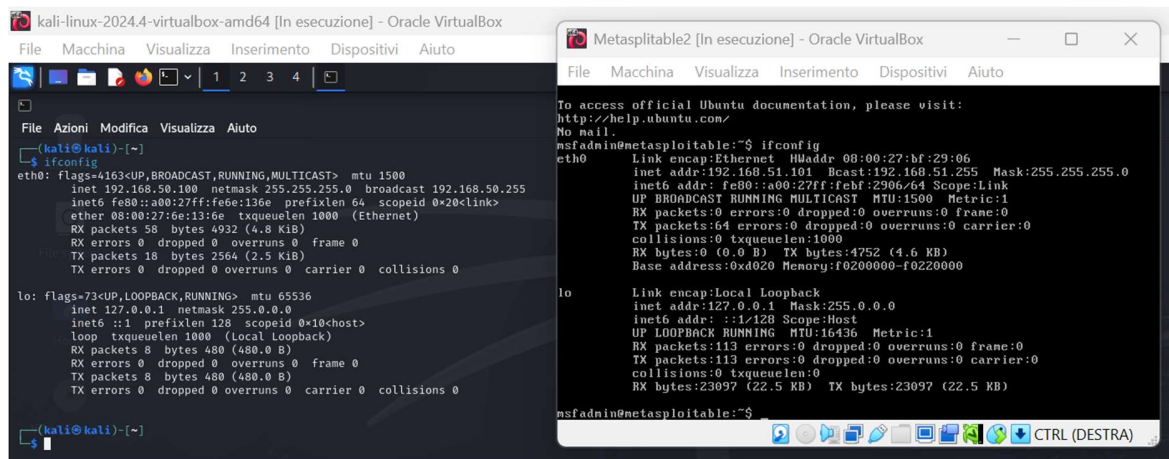 kali-linux-2024.4-virtualbox-amd64 [In esecuzione] - Oracle VirtualBox
File Macchina Visualizza Inserimento Dispositivi Aiuto
1 2 3 4
File Azioni Modifica Visualizza Aiuto
┌──(kali㉿kali)-[~]
└─$ ifconfig
eth0: flags=4163<UP,BROADCAST,RUNNING,MULTICAST> mtu 1500
inet 192.168.50.100 netmask 255.255.255.0 broadcast 192.168.50.255
inet6 fe80::a00:27ff:fe6e:136e prefixlen 64 scopeid 0×20<link>
ether 08:00:27:6e:13:6e txqueuelen 1000 (Ethernet)
RX packets 58 bytes 4932 (4.8 KiB)
RX errors 0 dropped 0 overruns 0 frame 0
TX packets 18 bytes 2564 (2.5 KiB)
TX errors 0 dropped 0 overruns 0 carrier 0 collisions 0
lo: flags=73<UP,LOOPBACK,RUNNING> mtu 65536
inet 127.0.0.1 netmask 255.0.0.0
inet6 ::1 prefixlen 128 scopeid 0×10<host>
loop txqueuelen 1000 (Local Loopback)
RX packets 8 bytes 480 (480.0 B)
RX errors 0 dropped 0 overruns 0 frame 0
TX packets 8 bytes 480 (480.0 B)
TX errors 0 dropped 0 overruns 0 carrier 0 collisions 0
┌──(kali㉿kali)-[~]
└─$
Metasplitable2 [In esecuzione] - Oracle VirtualBox
File Macchina Visualizza Inserimento Dispositivi Aiuto
To access official Ubuntu documentation, please visit:
http://help.ubuntu.com/
No mail.
msfadmin@metasploitable:~$ ifconfig
eth0 Link encap:Ethernet HWaddr 08:00:27:bf:29:06
inet addr:192.168.51.101 Bcast:192.168.51.255 Mask:255.255.255.0
inet6 addr: fe80::a00:27ff:febf:2906/64 Scope:Link
UP BROADCAST RUNNING MULTICAST MTU:1500 Metric:1
RX packets:0 errors:0 dropped:0 overruns:0 frame:0
TX packets:64 errors:0 dropped:0 overruns:0 carrier:0
collisions:0 txqueuelen:1000
RX bytes:0 (0.0 B) TX bytes:4752 (4.6 KB)
Base address:0xd020 Memory:f0200000-f0220000
lo Link encap:Local Loopback
inet addr:127.0.0.1 Mask:255.0.0.0
inet6 addr: ::1/128 Scope:Host
UP LOOPBACK RUNNING MTU:16436 Metric:1
RX packets:113 errors:0 dropped:0 overruns:0 frame:0
TX packets:113 errors:0 dropped:0 overruns:0 carrier:0
collisions:0 txqueuelen:0
RX bytes:23097 (22.5 KB) TX bytes:23097 (22.5 KB)
msfadmin@metasploitable:~$ _
CTRL (DESTRA)